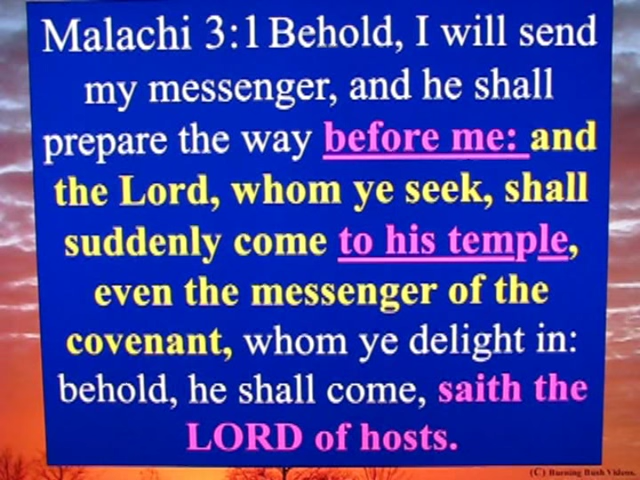 Malachi 3:1 Behold, I will send
my messenger, and he shall
prepare the way before me: and
the Lord, whom ye seek, shall
suddenly come to his temple,
even the messenger of the
covenant, whom ye delight in:
behold, he shall come, saith the
LORD of hosts.
(C) Burning Bush Videos.